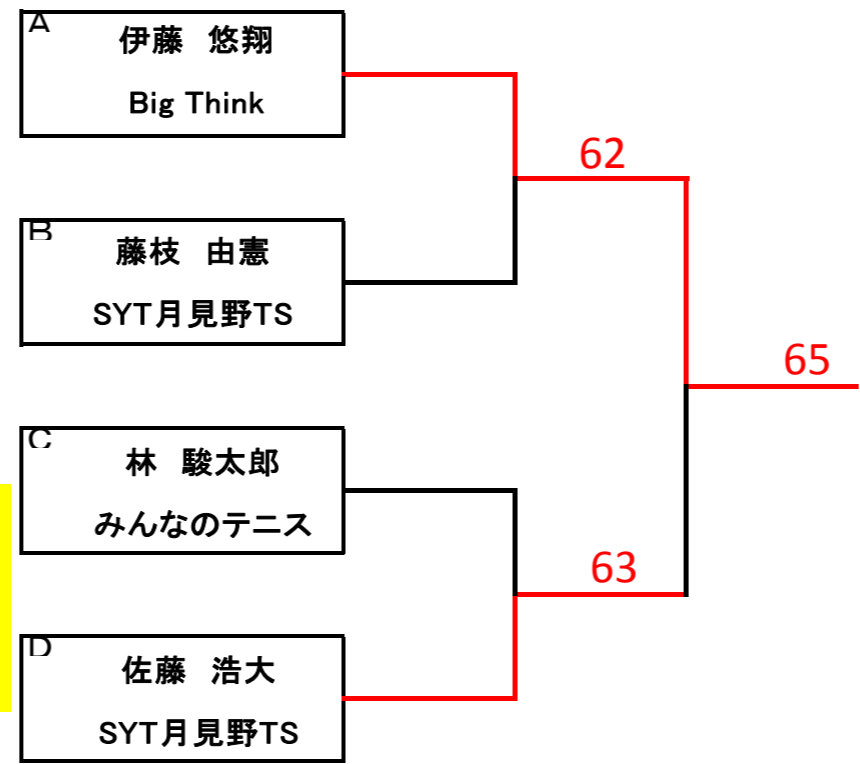 A
伊藤　悠翔
Big Think
62
B
藤枝　由憲
SYT月見野TS
65
C
林　駿太郎
みんなのテニス
63
D
佐藤　浩大
SYT月見野TS